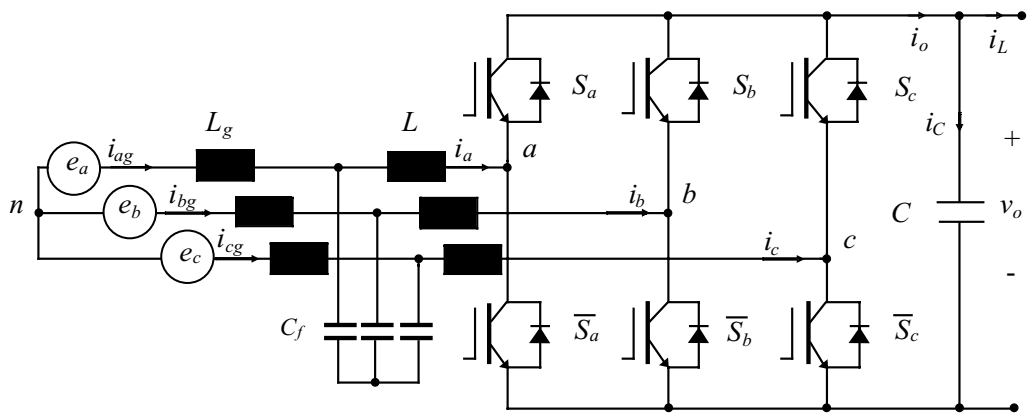 i_o i_L
S_a S_b S_c
i_C
L_g L +
i_ag i_a a
e_a
n i_bg i_b b C v_o
e_b
i_cg i_c c
e_c -
C_f S̅_a̅ S̅_b̅ S̅_c̅